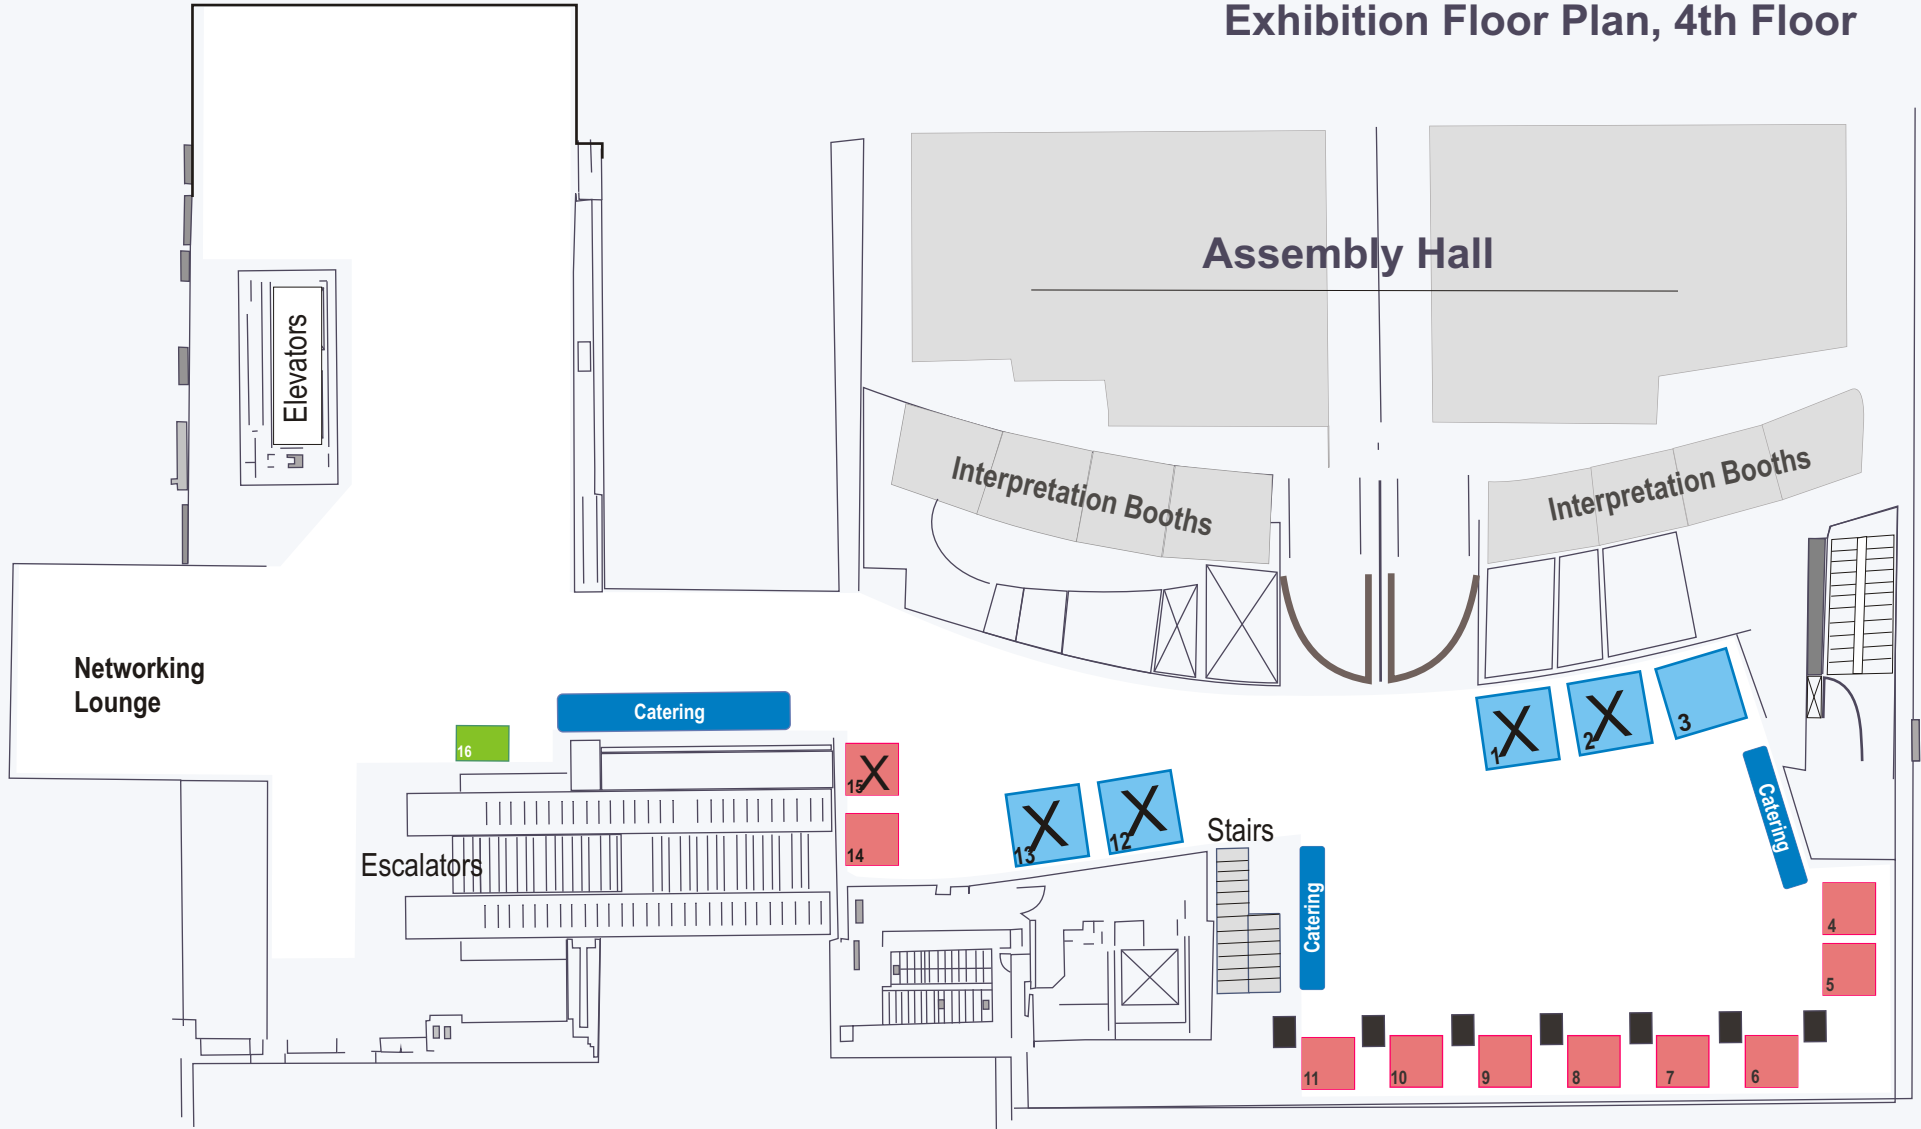 Exhibition Floor Plan, 4th Floor
Assembly Hall
Elevators
Interpretation Booths
Interpretation Booths
Networking
Lounge
Catering
16
15
X
14
Escalators
13
X
12
X
Stairs
Catering
1
X
2
X
3
Catering
4
5
11
10
9
8
7
6